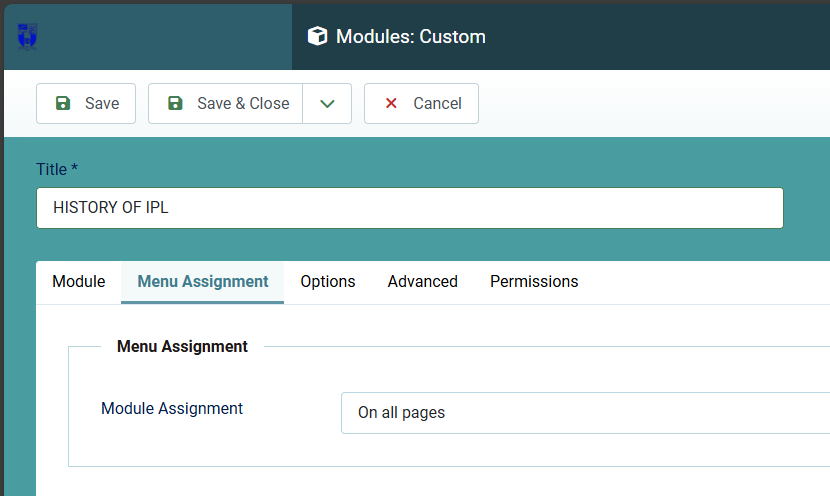 Modules: Custom
Save Save & Close Cancel
Title *
HISTORY OF IPL
Module Menu Assignment Options Advanced Permissions
Menu Assignment
Module Assignment On all pages